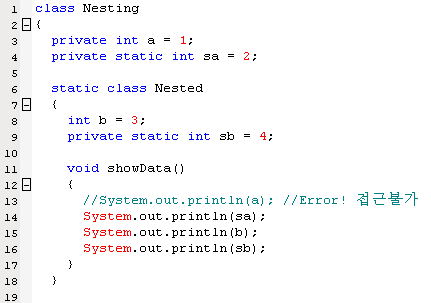 1 class Nesting
2 {
3 private int a = 1;
4 private static int sa = 2;
5
6 static class Nested
7 {
8 int b = 3;
9 private static int sb = 4;
10
11 void showData()
12 {
13 //System.out.println(a); //Error! 접근불가
14 System.out.println(sa);
15 System.out.println(b);
16 System.out.println(sb);
17 }
18 }
19